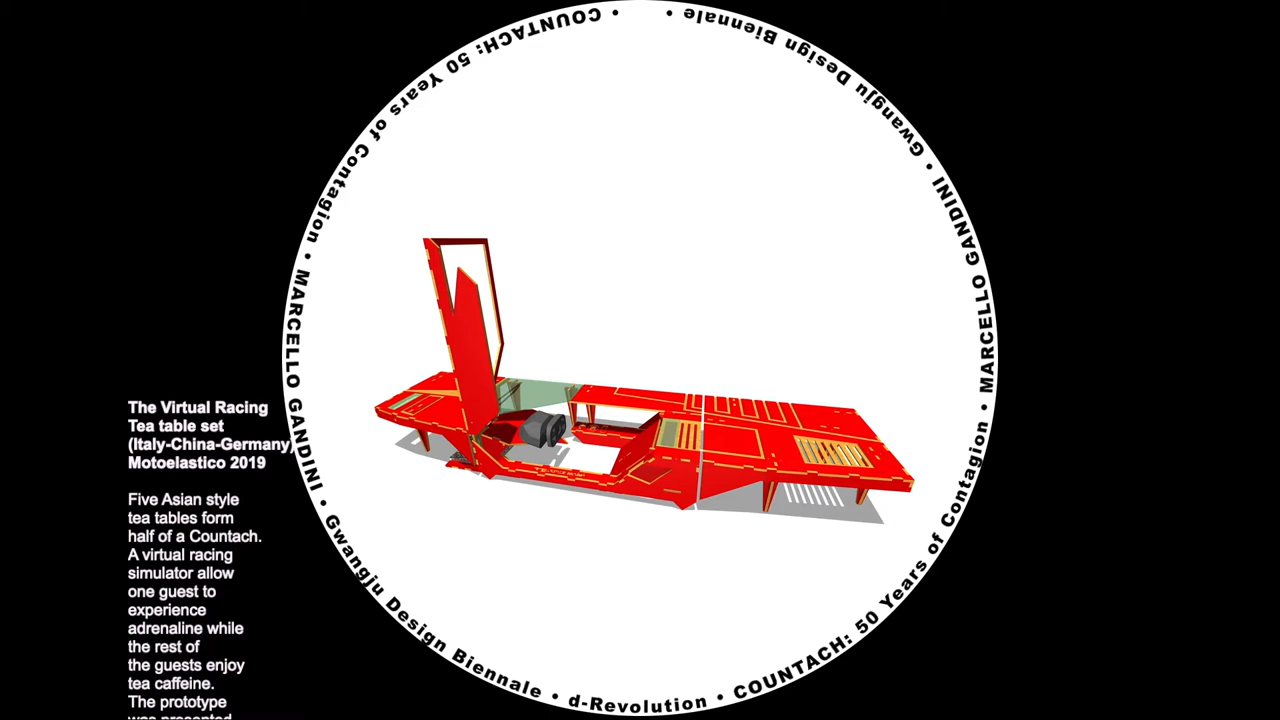 • COUNTACH: 50 Years of Contagion • MARCELLO GANDINI • Gwangju Design Biennale • d-Revolution • COUNTACH: 50 Years of Contagion • MARCELLO GANDINI • Gwangju Design Biennale •
The Virtual Racing
Tea table set
(Italy-China-Germany)
Motoelastico 2019
Five Asian style
tea tables form
half of a Countach.
A virtual racing
simulator allow
one guest to
experience
adrenaline while
the rest of
the guests enjoy
tea caffeine.
The prototype
was presented